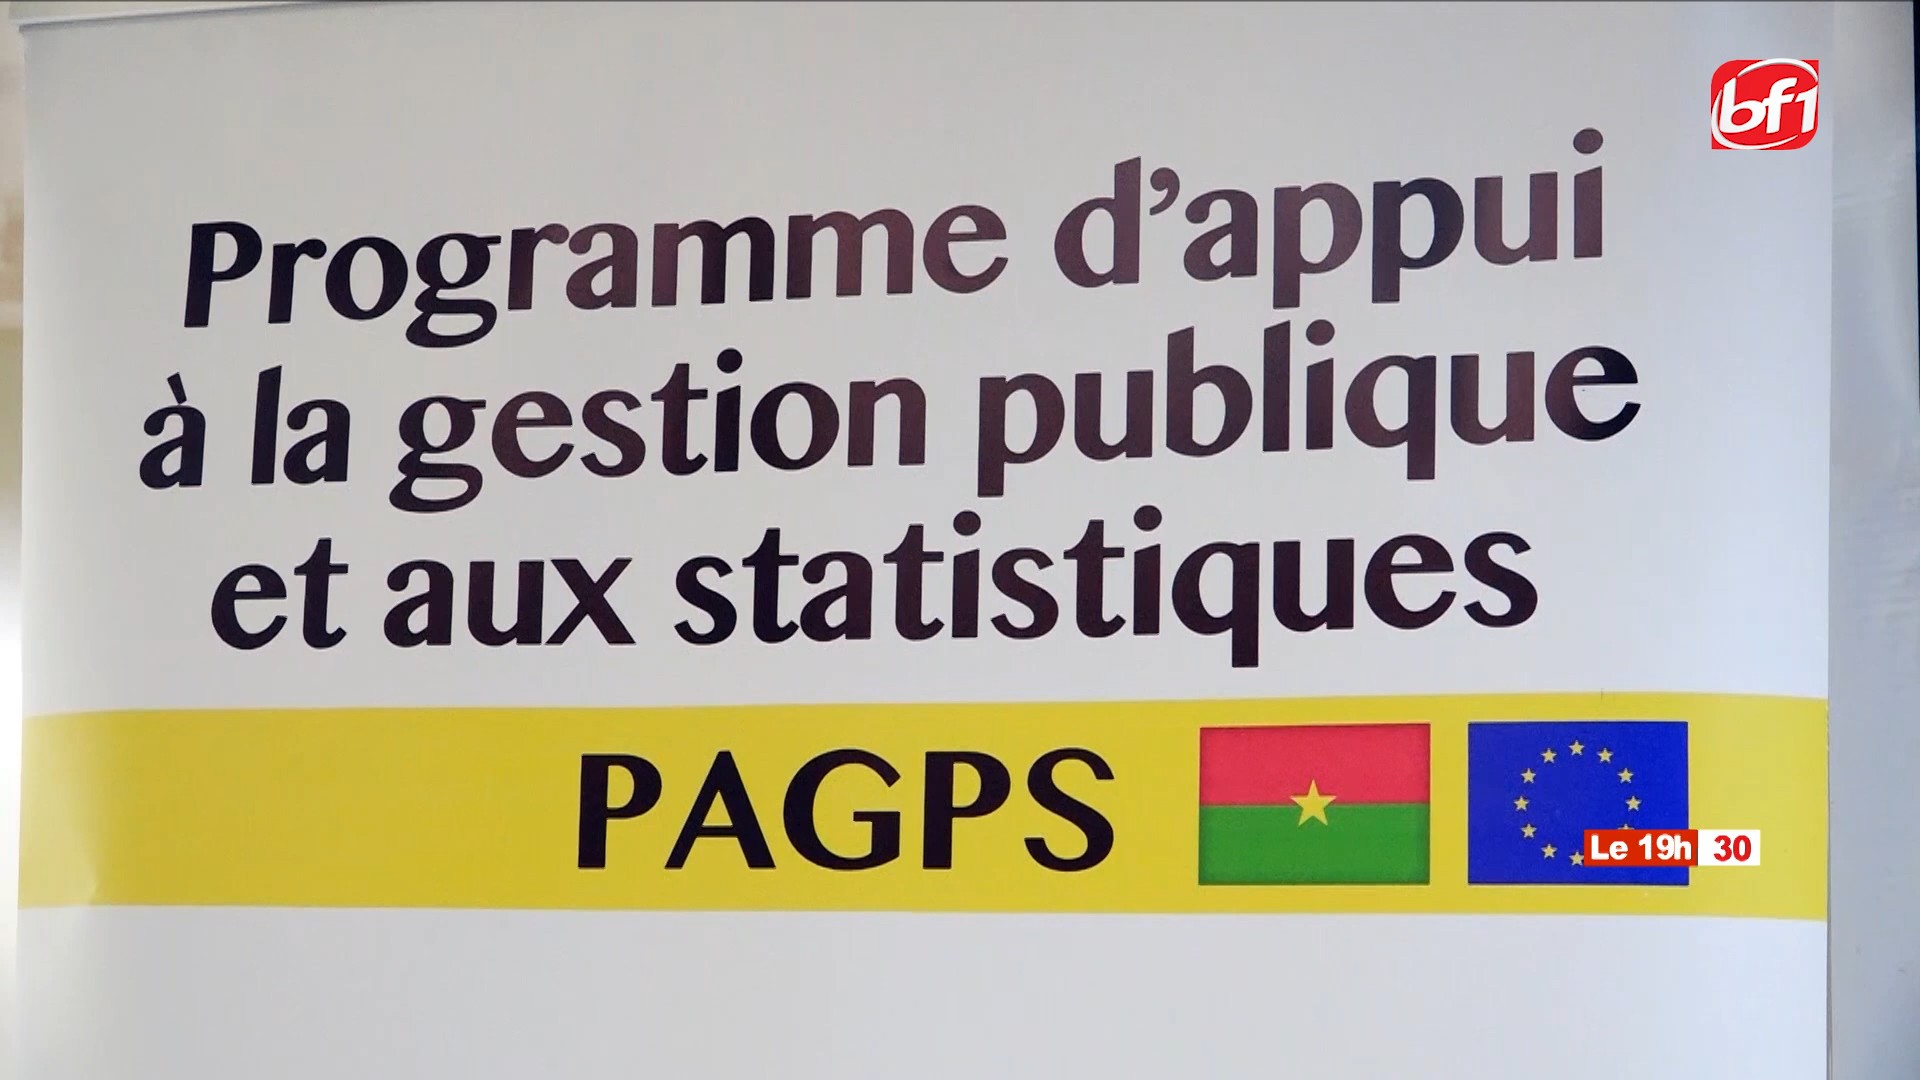 bf1
Programme d’appui
à la gestion publique
et aux statistiques
PAGPS
Le 19h 30